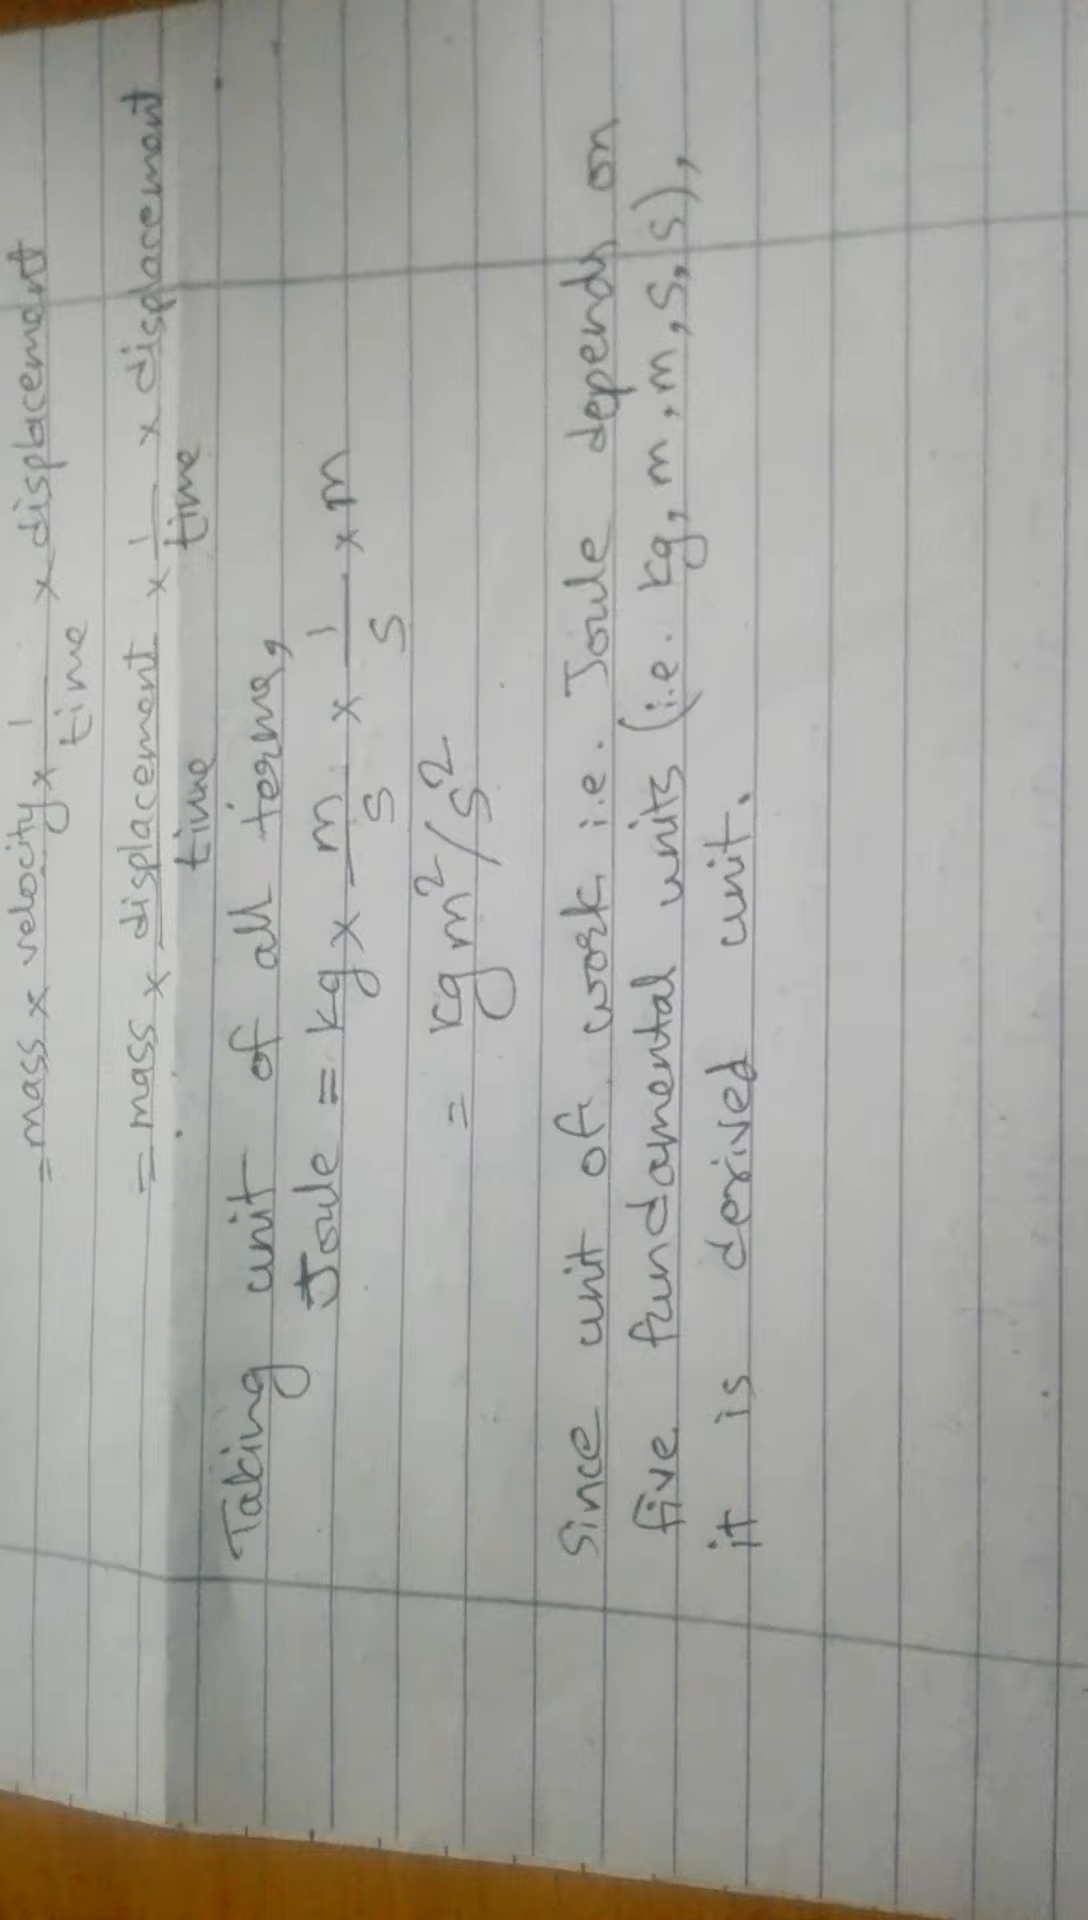 = mass x velocity x 1/time x displacement
= mass x displacement/time x 1/time x displacement
Taking unit of all terms,
Joule = kg x m/s x 1/s x m
= kg m²/s²
Since unit of work i.e. Joule depends on
five fundamental units (i.e. kg, m, m, s, s),
it is derived unit.